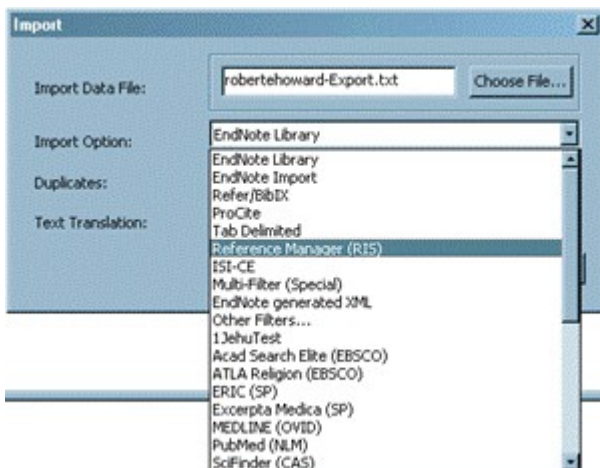 Import
Import Data File:
robertehoward-Export.txt
Choose File...
Import Option:
EndNote Library
Duplicates:
Text Translation:
EndNote Library
EndNote Import
Refer/BibIX
ProCite
Tab Delimited
Reference Manager (RIS)
ISI-CE
Multi-Filter (Special)
EndNote generated XML
Other Filters...
1JehuTest
Acad Search Elite (EBSCO)
ATLA Religion (EBSCO)
ERIC (SP)
Excerpta Medica (SP)
MEDLINE (OVID)
PubMed (NLM)
SciFinder (CAS)